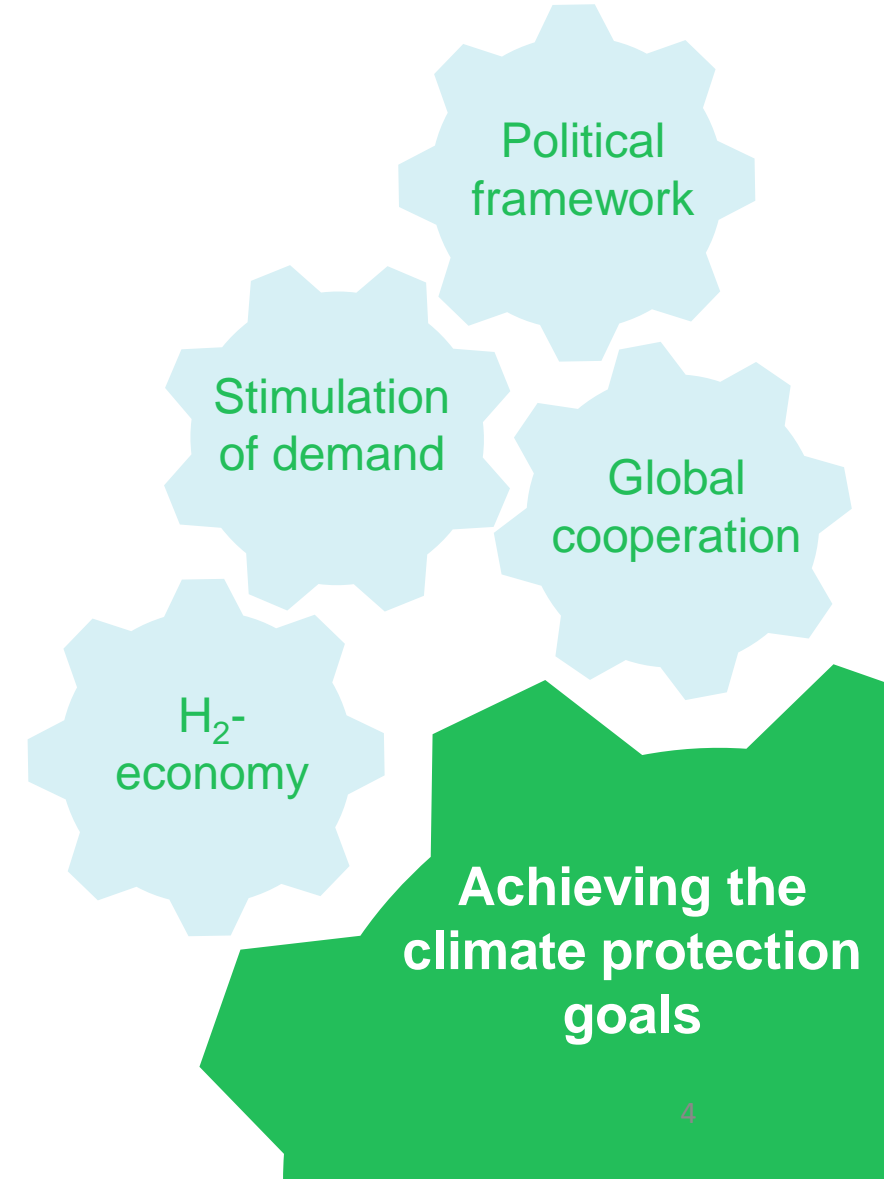 Political
framework
Stimulation
of demand
Global
cooperation
H₂-
economy
Achieving the
climate protection
goals
4